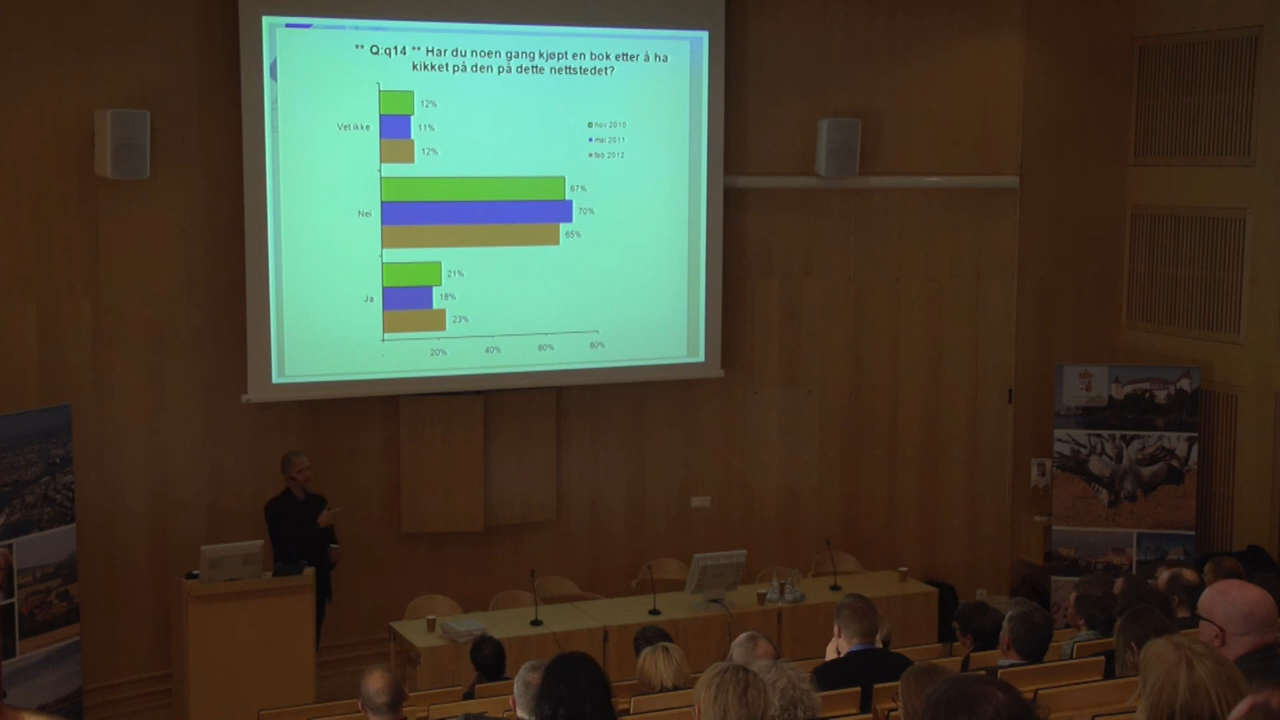 ** Q:q14 ** Har du noen gang kjøpt en bok etter å ha
kikket på den på dette nettstedet?
Vet ikke
12%
11%
12%
nov 2010
mai 2011
feb 2012
Nei
67%
70%
65%
Ja
21%
18%
23%
20% 40% 60% 80%